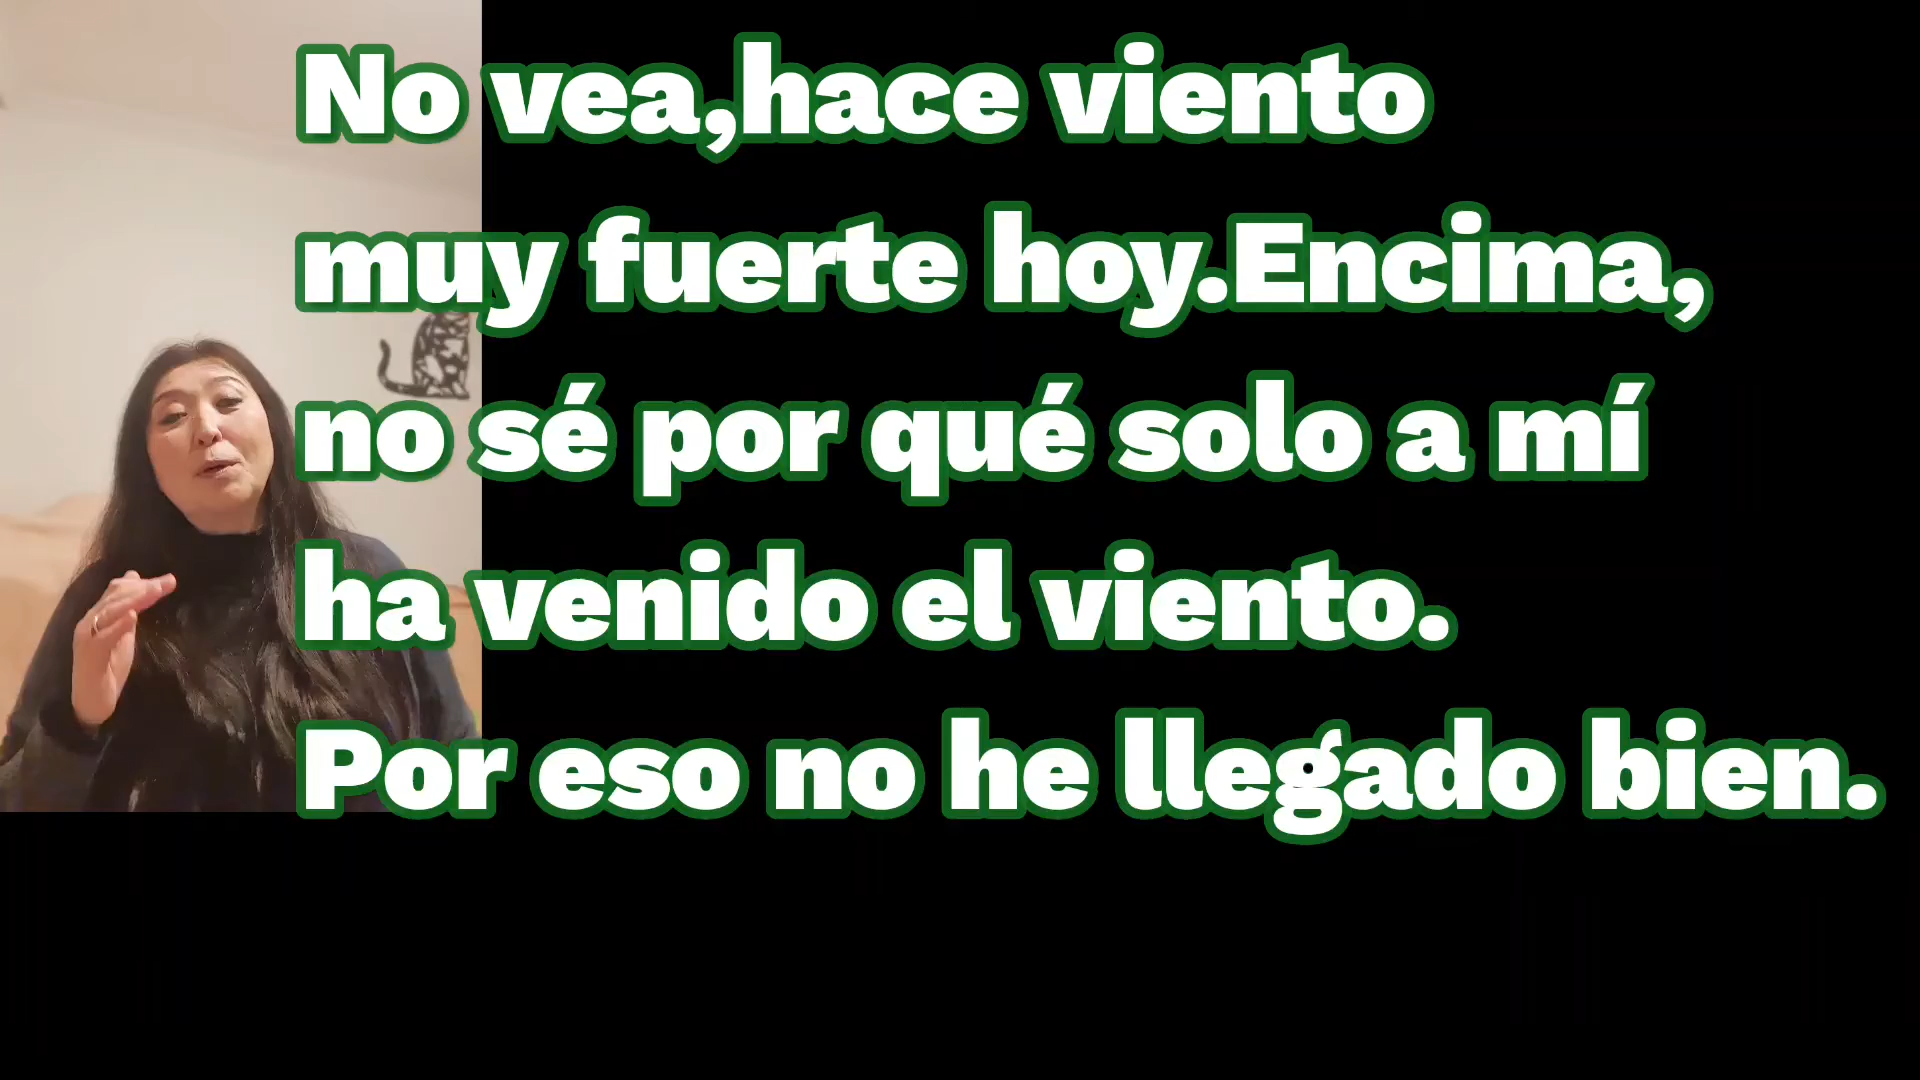 No vea,hace viento
muy fuerte hoy.Encima,
no sé por qué solo a mí
ha venido el viento.
Por eso no he llegado bien.